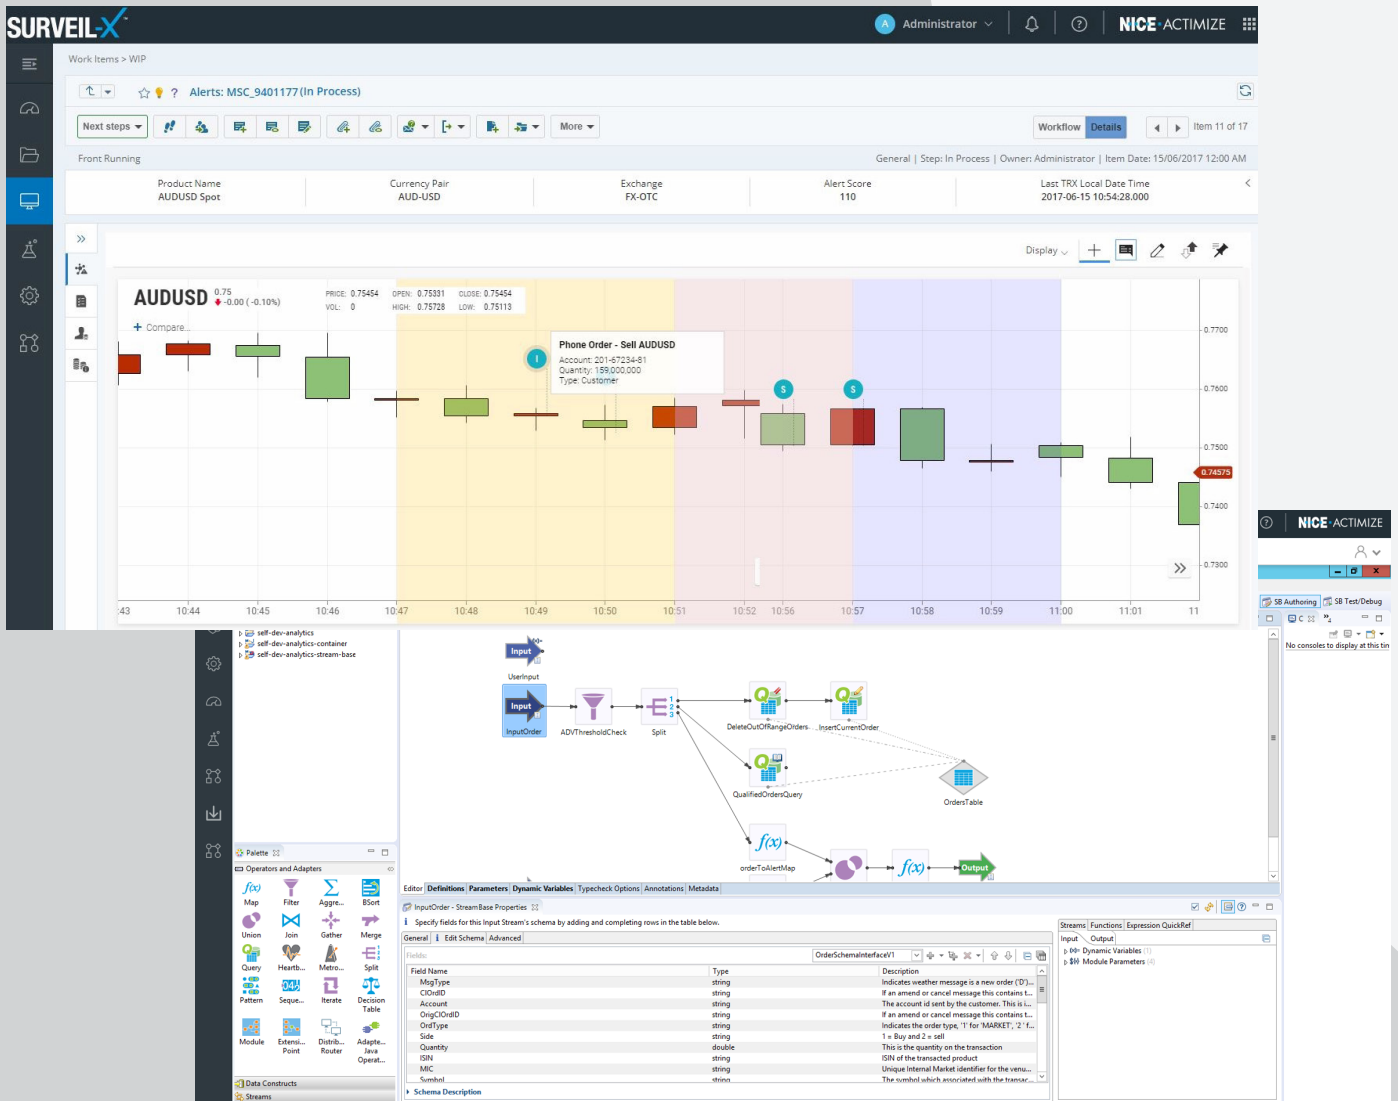 SURVEIL-X
A Administrator
NICE ACTIMIZE
Work Items > WIP
Alerts: MSC_9401177 (In Process)
Next steps
More
Workflow Details
Item 11 of 17
Front Running
General | Step: In Process | Owner: Administrator | Item Date: 15/06/2017 12:00 AM
Product Name Currency Pair Exchange Alert Score Last TRX Local Date Time
AUDUSD Spot AUD-USD FX-OTC 110 2017-06-15 10:54:28.000
Display
AUDUSD 0.75 -0.00 ( -0.10%)
PRICE: 0.75454 OPEN: 0.75331 CLOSE: 0.75454
VOL: 0 HIGH: 0.75728 LOW: 0.75113
+ Compare...
Phone Order - Sell AUDUSD
Account: 201-67234-81
Quantity: 159,000,000
Type: Customer
I
S S
0.7700
0.7600
0.7500
0.74575
0.7400
0.7300
:43 10:44 10:45 10:46 10:47 10:48 10:49 10:50 10:51 10:52 10:56 10:57 10:58 10:59 11:00 11:01 11
NICE ACTIMIZE
SB Authoring SB Test/Debug
C
No consoles to display at this tin
self-dev-analytics
self-dev-analytics-container
self-dev-analytics-stream-base
Input
UserInput
Input
InputOrder ADVThresholdCheck Split
1
2
3
DeleteOutOfRangeOrders InsertCurrentOrder
QualifiedOrdersQuery
OrdersTable
f(x)
orderToAlertMap
f(x)
Output
Palette
Operators and Adapters
f(x)
Map Filter Aggre... BSort
Union Join Gather Merge
Query Heartb... Metro... Split
Pattern Seque... Iterate Decision Table
Module Extensi... Point Distrib... Router Adapte... Java Operat...
Data Constructs
Streams
Editor Definitions Parameters Dynamic Variables Typecheck Options Annotations Metadata
InputOrder - StreamBase Properties
Specify fields for this Input Stream's schema by adding and completing rows in the table below.
General Edit Schema Advanced
Fields: OrderSchemaInterfaceV1
Field Name Type Description
MsgType string Indicates weather message is a new order ('D')...
ClOrdID string If an amend or cancel message this contains t...
Account string The account id sent by the customer. This is i...
OrigClOrdID string If an amend or cancel message this contains t...
OrdType string Indicates the order type, '1' for 'MARKET', '2 ' f...
Side string 1 = Buy and 2 = sell
Quantity double This is the quantity on the transaction
ISIN string ISIN of the transacted product
MIC string Unique Internal Market identifier for the venu...
Symbol string The symbol which associated with the transac...
Schema Description
Streams Functions Expression QuickRef
Input Output
Dynamic Variables (1)
Module Parameters (4)